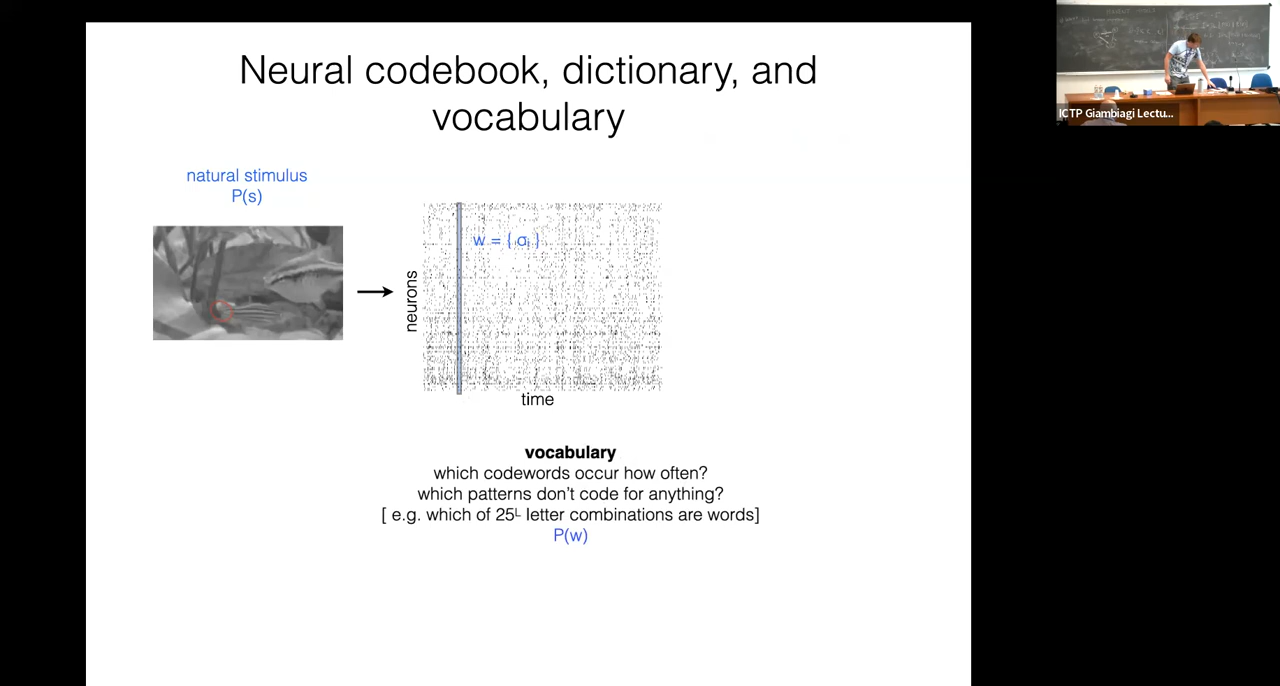 Neural codebook, dictionary, and
vocabulary
natural stimulus
P(s)
w = { σᵢ }
neurons
time
vocabulary
which codewords occur how often?
which patterns don't code for anything?
[ e.g. which of 25ᴸ letter combinations are words]
P(w)
ICTP Giambiagi Lectu...